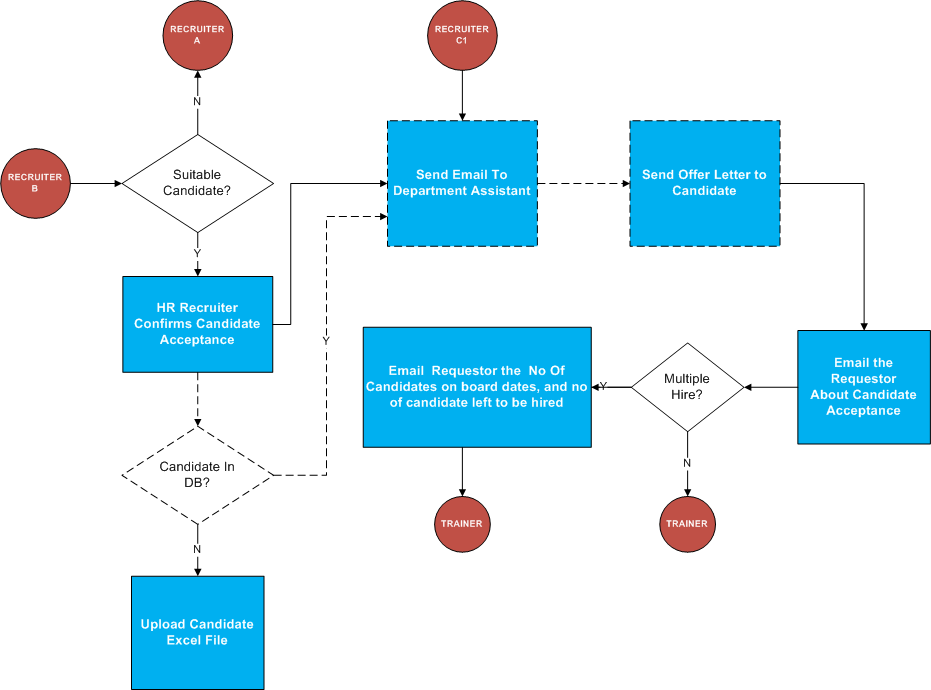 RECRUITER
A
RECRUITER
C1
N
RECRUITER
B
Suitable
Candidate?
Send Email To
Department Assistant
Send Offer Letter to
Candidate
Y
HR Recruiter
Confirms Candidate
Acceptance
Y
Email Requestor the No Of
Candidates on board dates, and no
of candidate left to be hired
Y
Multiple
Hire?
Email the
Requestor
About Candidate
Acceptance
Candidate In
DB?
N
TRAINER
TRAINER
N
Upload Candidate
Excel File